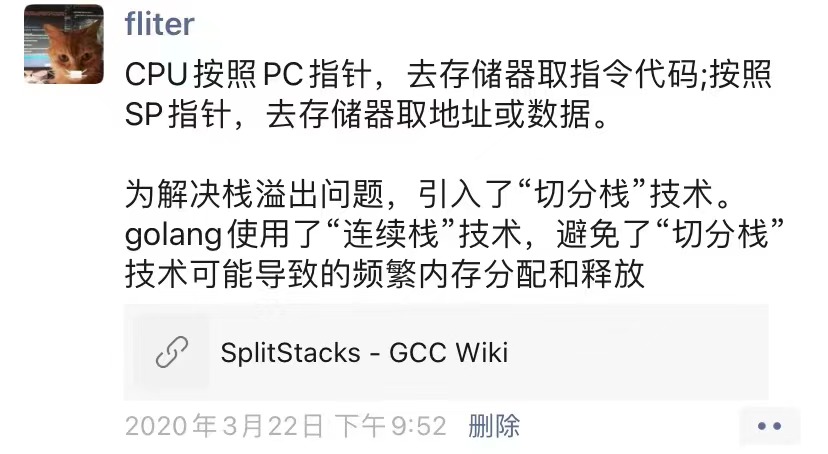 fliter
CPU按照PC指针，去存储器取指令代码;按照
SP指针，去存储器取地址或数据。
为解决栈溢出问题，引入了“切分栈”技术。
golang使用了“连续栈”技术，避免了“切分栈”
技术可能导致的频繁内存分配和释放
SplitStacks - GCC Wiki
2020年3月22日 下午9:52 删除